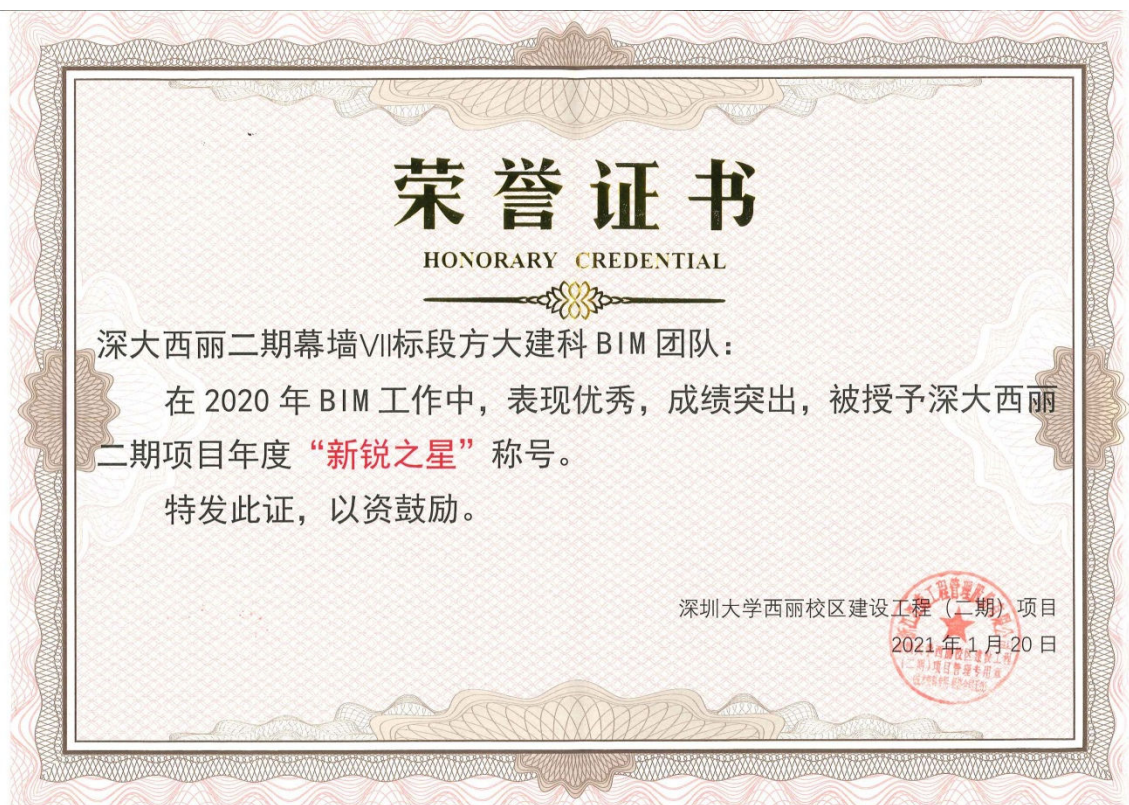 荣誉证书
HONORARY CREDENTIAL
深大西丽二期幕墙VII标段方大建科 BIM 团队：
在 2020 年 BIM 工作中，表现优秀，成绩突出，被授予深大西丽
二期项目年度“新锐之星”称号。
特发此证，以资鼓励。
深圳大学西丽校区建设工程（二期）项目
2021 年 1 月 20 日